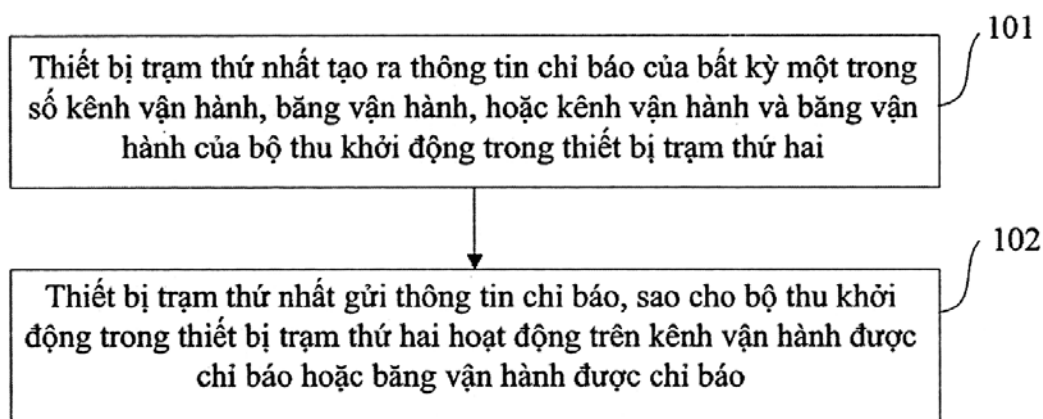 101
Thiết bị trạm thứ nhất tạo ra thông tin chỉ báo của bất kỳ một trong
số kênh vận hành, băng vận hành, hoặc kênh vận hành và băng vận
hành của bộ thu khởi động trong thiết bị trạm thứ hai
102
Thiết bị trạm thứ nhất gửi thông tin chỉ báo, sao cho bộ thu khởi
động trong thiết bị trạm thứ hai hoạt động trên kênh vận hành được
chỉ báo hoặc băng vận hành được chỉ báo